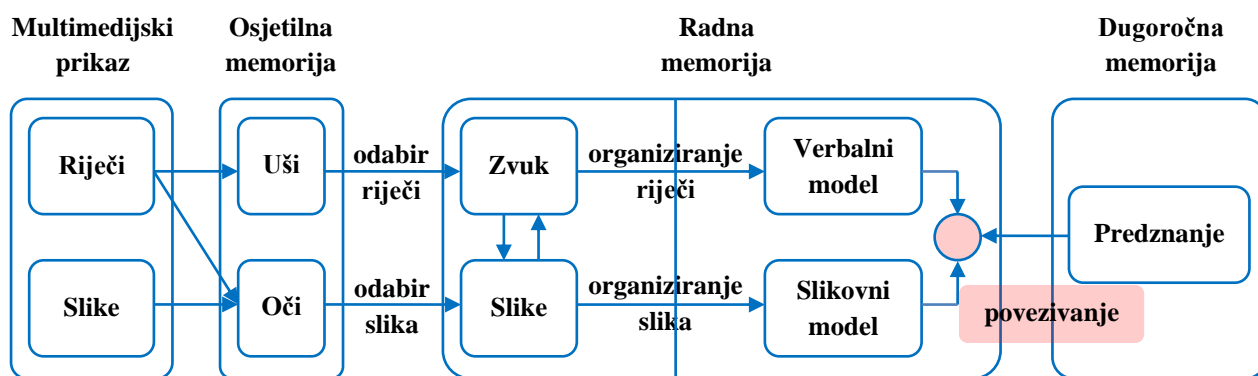 Multimedijski
prikaz
Osjetilna
memorija
Radna
memorija
Dugoročna
memorija
Riječi
Uši
odabir
riječi
Zvuk
organiziranje
riječi
Verbalni
model
Predznanje
Slike
Oči
odabir
slika
Slike
organiziranje
slika
Slikovni
model
povezivanje